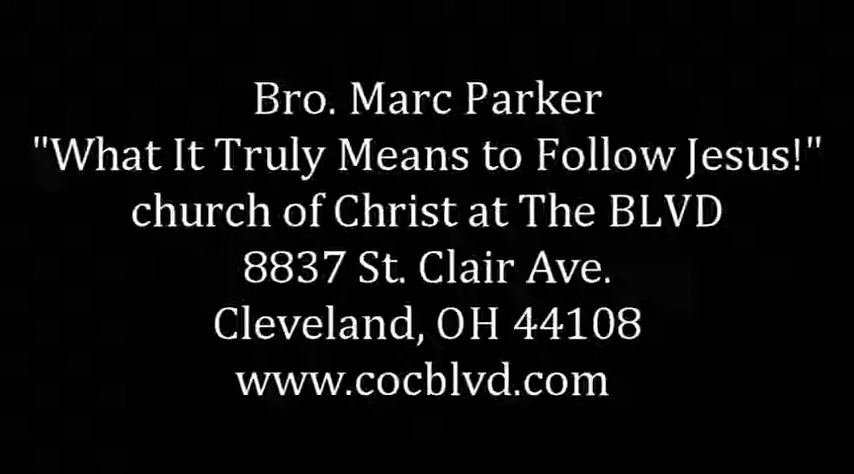 Bro. Marc Parker
"What It Truly Means to Follow Jesus!"
church of Christ at The BLVD
8837 St. Clair Ave.
Cleveland, OH 44108
www.cocblvd.com